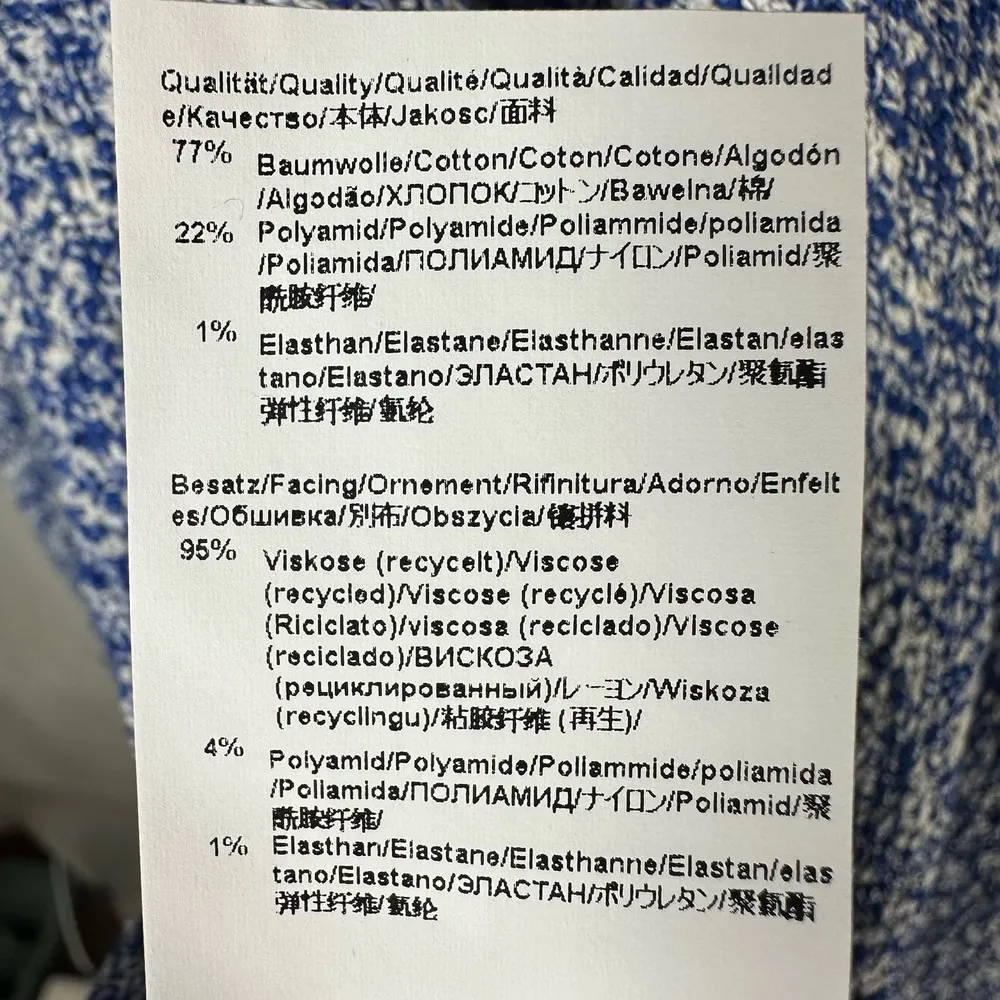 Qualität/Quality/Qualité/Qualità/Calidad/Qualidad
e/Качество/本体/Jakosc/面料
77%
Baumwolle/Cotton/Coton/Cotone/Algodón
/Algodão/ХЛОПОК/コットン/Bawelna/棉/
22%
Polyamid/Polyamide/Poliammide/poliamida
/Poliamida/ПОЛИАМИД/ナイロン/Poliamid/聚
酰胺纤维/
1%
Elasthan/Elastane/Elasthanne/Elastan/elas
tano/Elastano/ЭЛАСТАН/ポリウレタン/聚氨酯
弹性纤维/氨纶
Besatz/Facing/Ornement/Rifinitura/Adorno/Enfeit
es/Обшивка/別布/Obszycia/镶拼料
95%
Viskose (recycelt)/Viscose
(recycled)/Viscose (recyclé)/Viscosa
(Riciclato)/viscosa (reciclado)/Viscose
(reciclado)/ВИСКОЗА
(рециклированный)/レーヨン/Wiskoza
(recyclingu)/粘胶纤维 (再生)/
4%
Polyamid/Polyamide/Poliammide/poliamida
/Poliamida/ПОЛИАМИД/ナイロン/Poliamid/聚
酰胺纤维/
1%
Elasthan/Elastane/Elasthanne/Elastan/elas
tano/Elastano/ЭЛАСТАН/ポリウレタン/聚氨酯
弹性纤维/氨纶